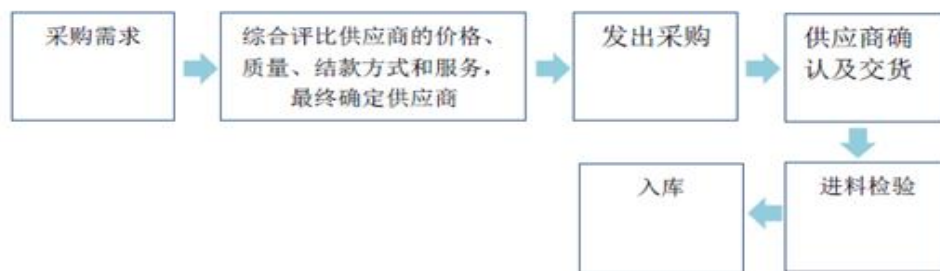 采购需求
综合评比供应商的价格、
质量、结款方式和服务，
最终确定供应商
发出采购
供应商确
认及交货
进料检验
入库